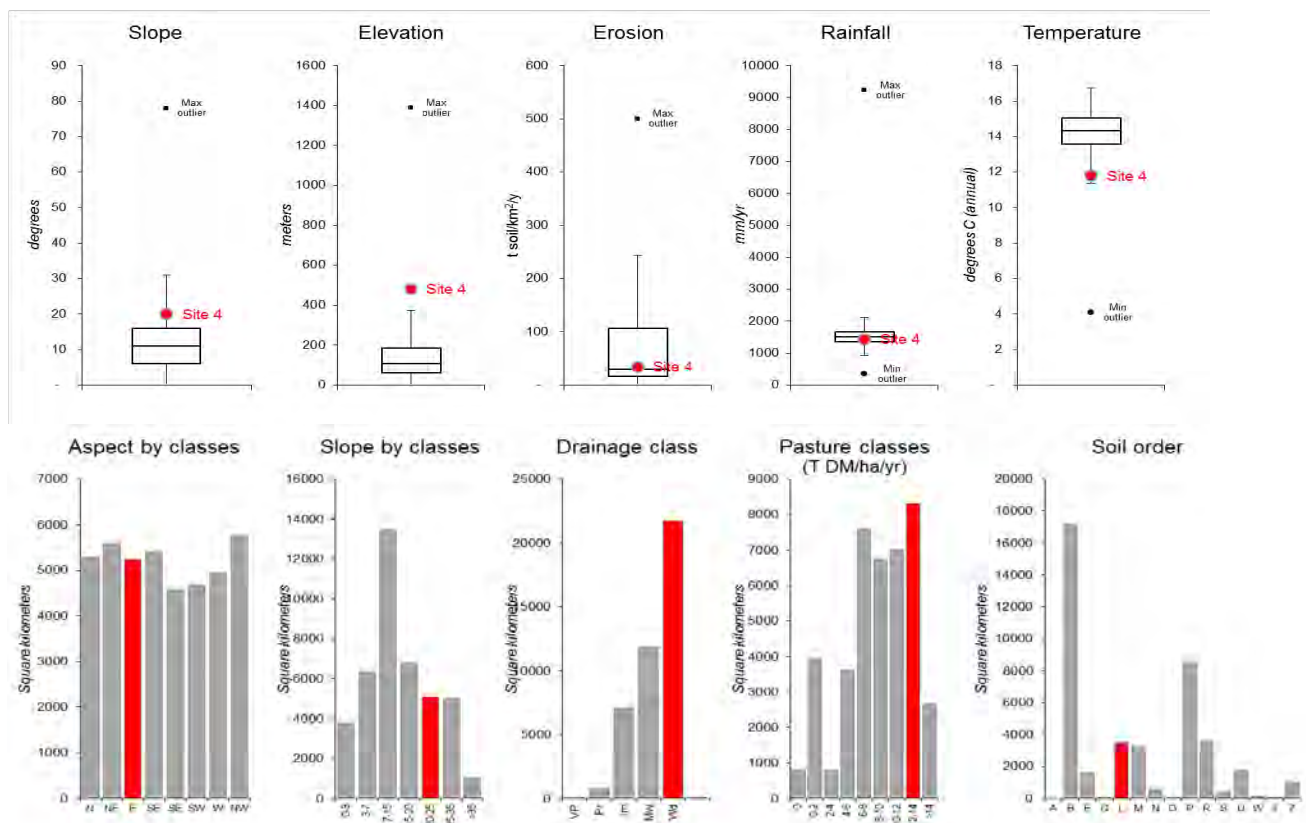 Slope
Elevation
Erosion
Rainfall
Temperature
90
80
70
60
50
40
30
20
10
-
degrees
Max
outlier
Site 4
1600
1400
1200
1000
800
600
400
200
0
meters
Max
outlier
Site 4
600
500
400
300
200
100
-
t soil/km²/y
Max
outlier
Site 4
10000
9000
8000
7000
6000
5000
4000
3000
2000
1000
0
mm/yr
Max
outlier
Site 4
Min
outlier
18
16
14
12
10
8
6
4
2
-
degrees C (annual)
Site 4
Min
outlier
Aspect by classes
Slope by classes
Drainage class
Pasture classes
(T DM/ha/yr)
Soil order
7000
6000
5000
4000
3000
2000
1000
0
Square kilometers
N
NE
E
SE
SW
W
NW
16000
14000
12000
10000
8000
6000
4000
2000
0
Square kilometers
0-3
3-7
7-15
5-20
0-25
5-35
>35
25000
20000
15000
10000
5000
0
Square kilometers
VP
Pr
Im
Mw
Wd
9000
8000
7000
6000
5000
4000
3000
2000
1000
0
Square kilometers
0
0-2
2-4
4-6
6-8
8-10
0-12
2-14
>14
20000
18000
16000
14000
12000
10000
8000
6000
4000
2000
0
Square kilometers
A
B
E
G
L
M
N
O
P
R
S
U
W
Z